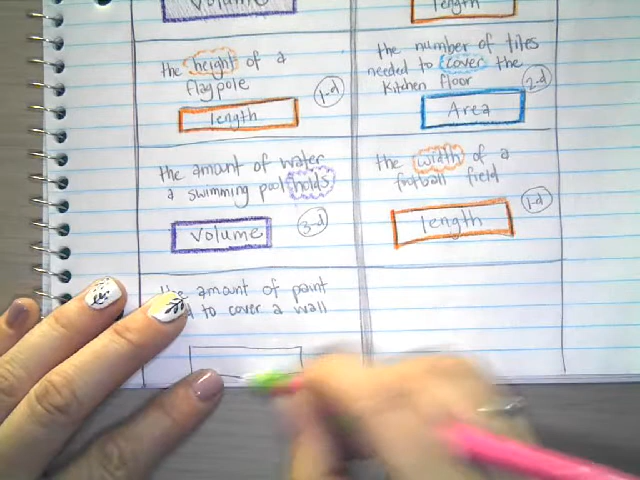 Volume
length
the height of a
flagpole
1-d
length
the number of tiles
needed to cover the
kitchen floor
2-d
Area
the amount of water
a swimming pool holds
3-d
Volume
the width of a
football field
1-d
length
amount of paint
to cover a wall